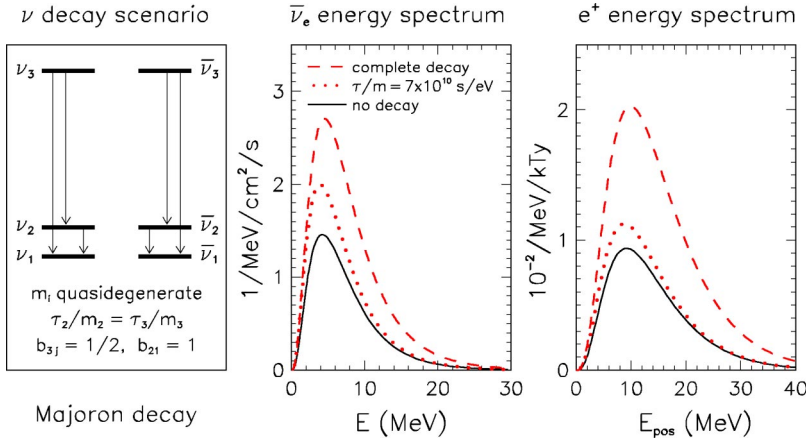 ν decay scenario
ν₃
ν̅₃
ν₂
ν̅₂
ν₁
ν̅₁
mᵢ quasidegenerate
τ₂/m₂ = τ₃/m₃
b₃ⱼ = 1/2, b₂₁ = 1
Majoron decay
ν̅ₑ energy spectrum
complete decay
τ/m = 7x10¹⁰ s/eV
no decay
1/MeV/cm²/s
3
2
1
0
0
10
20
30
E (MeV)
e⁺ energy spectrum
10⁻²/MeV/kTy
2
1
0
0
10
20
30
40
Eₚₒₛ (MeV)